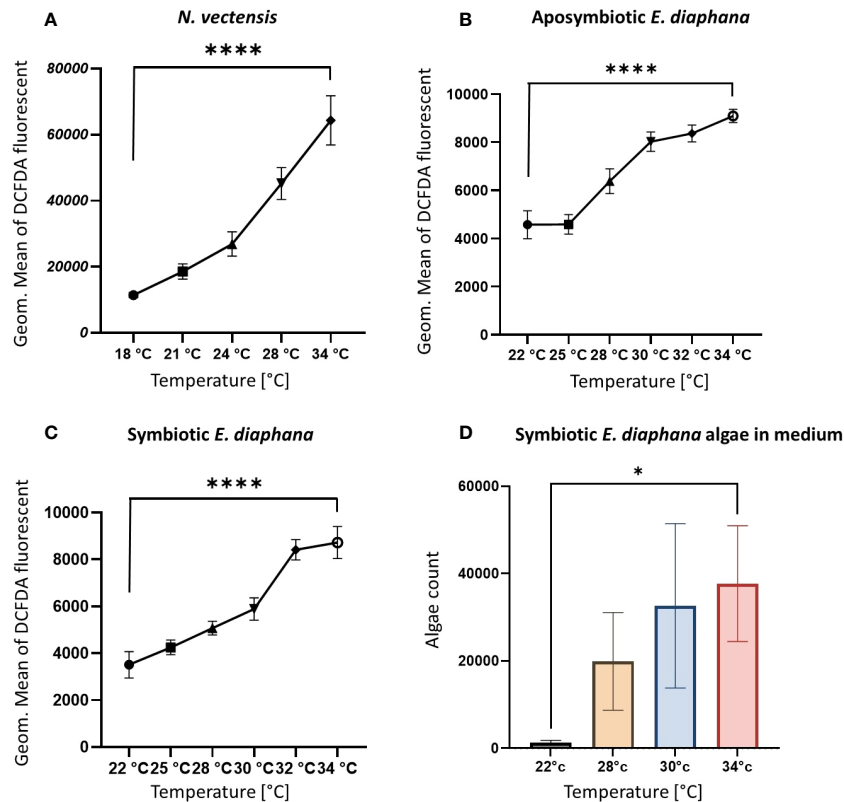 A
N. vectensis
****
Geom. Mean of DCFDA fluorescent
80000
60000
40000
20000
0
18 °C 21 °C 24 °C 28 °C 34 °C
Temperature [°C]
B
Aposymbiotic E. diaphana
****
Geom. Mean of DCFDA fluorescent
10000
8000
6000
4000
2000
0
22 °C 25 °C 28 °C 30 °C 32 °C 34 °C
Temperature [°C]
C
Symbiotic E. diaphana
****
Geom. Mean of DCFDA fluorescent
10000
8000
6000
4000
2000
0
22 °C 25 °C 28 °C 30 °C 32 °C 34 °C
Temperature [°C]
D
Symbiotic E. diaphana algae in medium
*
Algae count
60000
40000
20000
0
22°c 28°c 30°c 34°c
Temperature [°C]